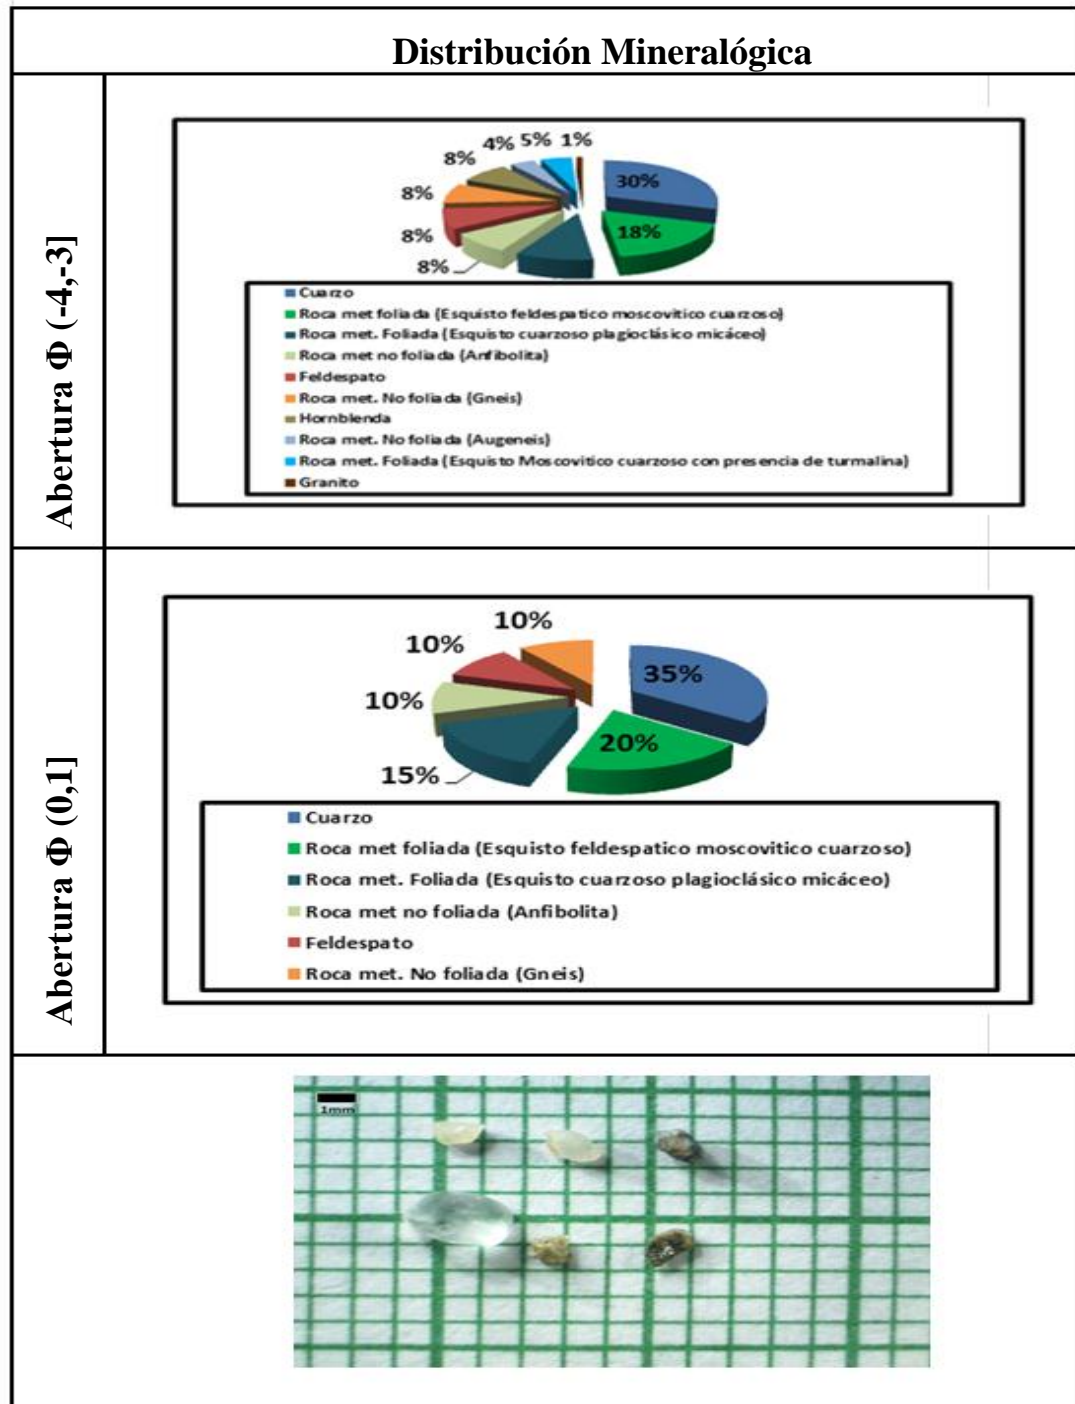 Distribución Mineralógica
Abertura Φ (-4,-3]
4% 5% 1%
8%
30%
8%
18%
8%
8%
Cuarzo
Roca met foliada (Esquisto feldespatico moscovitico cuarzoso)
Roca met. Foliada (Esquisto cuarzoso plagioclásico micáceo)
Roca met no foliada (Anfibolita)
Feldespato
Roca met. No foliada (Gneis)
Hornblenda
Roca met. No foliada (Augeneis)
Roca met. Foliada (Esquisto Moscovitico cuarzoso con presencia de turmalina)
Granito
Abertura Φ (0,1]
10%
10%
35%
10%
20%
15%
Cuarzo
Roca met foliada (Esquisto feldespatico moscovitico cuarzoso)
Roca met. Foliada (Esquisto cuarzoso plagioclásico micáceo)
Roca met no foliada (Anfibolita)
Feldespato
Roca met. No foliada (Gneis)
1mm